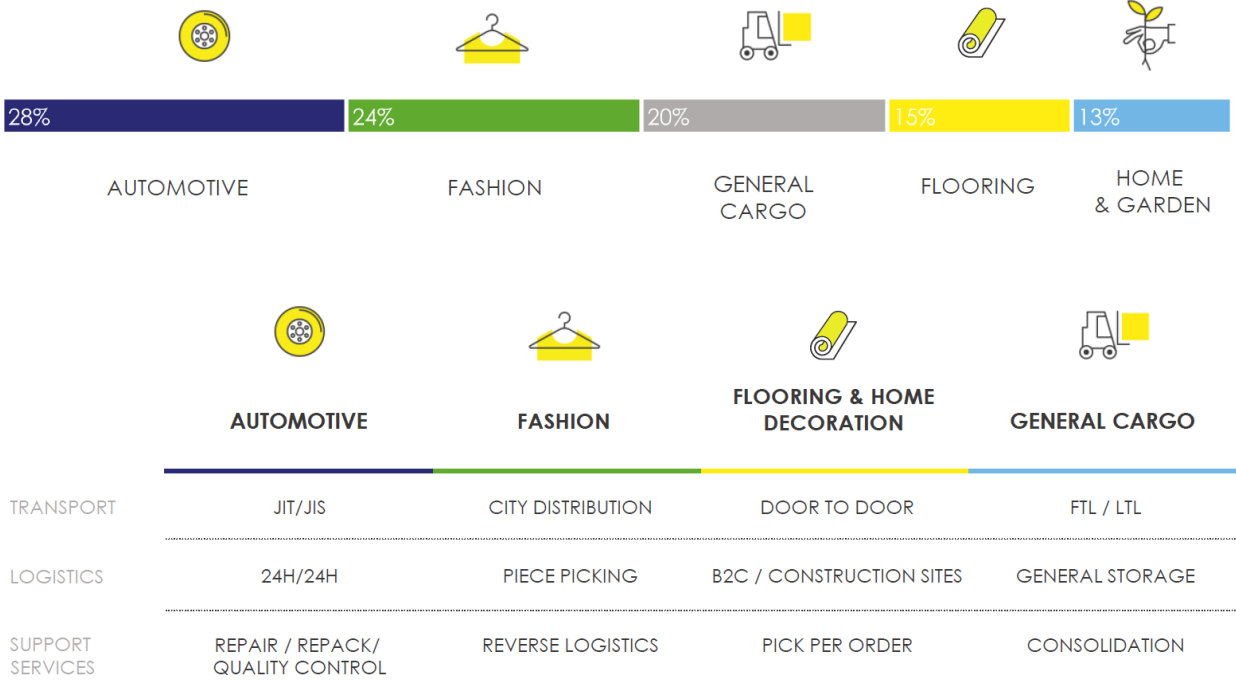 28% 24% 20% 15% 13%
AUTOMOTIVE FASHION GENERAL CARGO FLOORING HOME & GARDEN
AUTOMOTIVE FASHION FLOORING & HOME DECORATION GENERAL CARGO
TRANSPORT JIT/JIS CITY DISTRIBUTION DOOR TO DOOR FTL / LTL
LOGISTICS 24H/24H PIECE PICKING B2C / CONSTRUCTION SITES GENERAL STORAGE
SUPPORT SERVICES REPAIR / REPACK/ QUALITY CONTROL REVERSE LOGISTICS PICK PER ORDER CONSOLIDATION